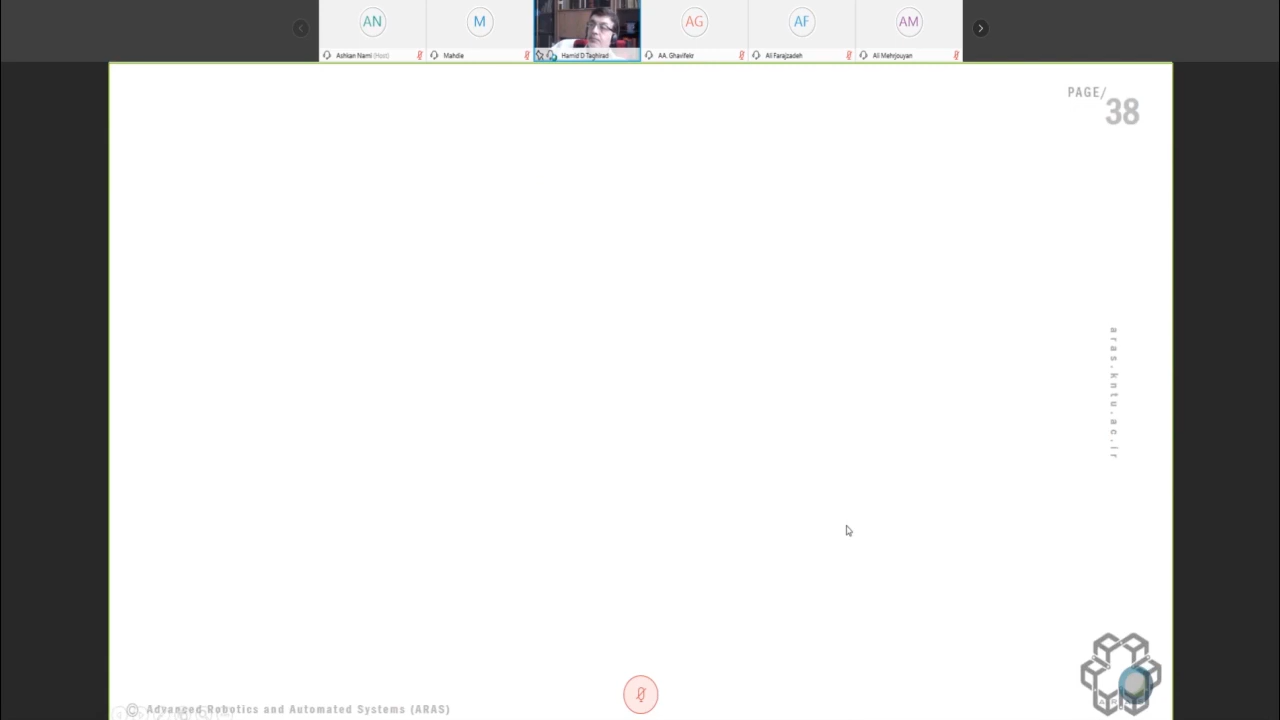 AN
M
AG
AF
AM
Ashkan Nami (Host)
Mahdie
Hamid D Taghirad
AA. Ghavifekr
Ali Farajzadeh
Ali Mehrjouyan
PAGE/
38
aras.kntu.ac.ir
ARAS
© Advanced Robotics and Automated Systems (ARAS)